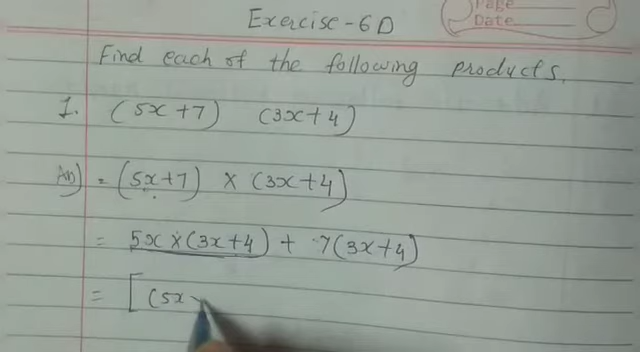 Page
Date
Exercise-6D
Find each of the following products.
1. (5x+7) (3x+4)
Ans) = (5x+7) × (3x+4)
= 5x×(3x+4) + 7(3x+4)
= [(5x